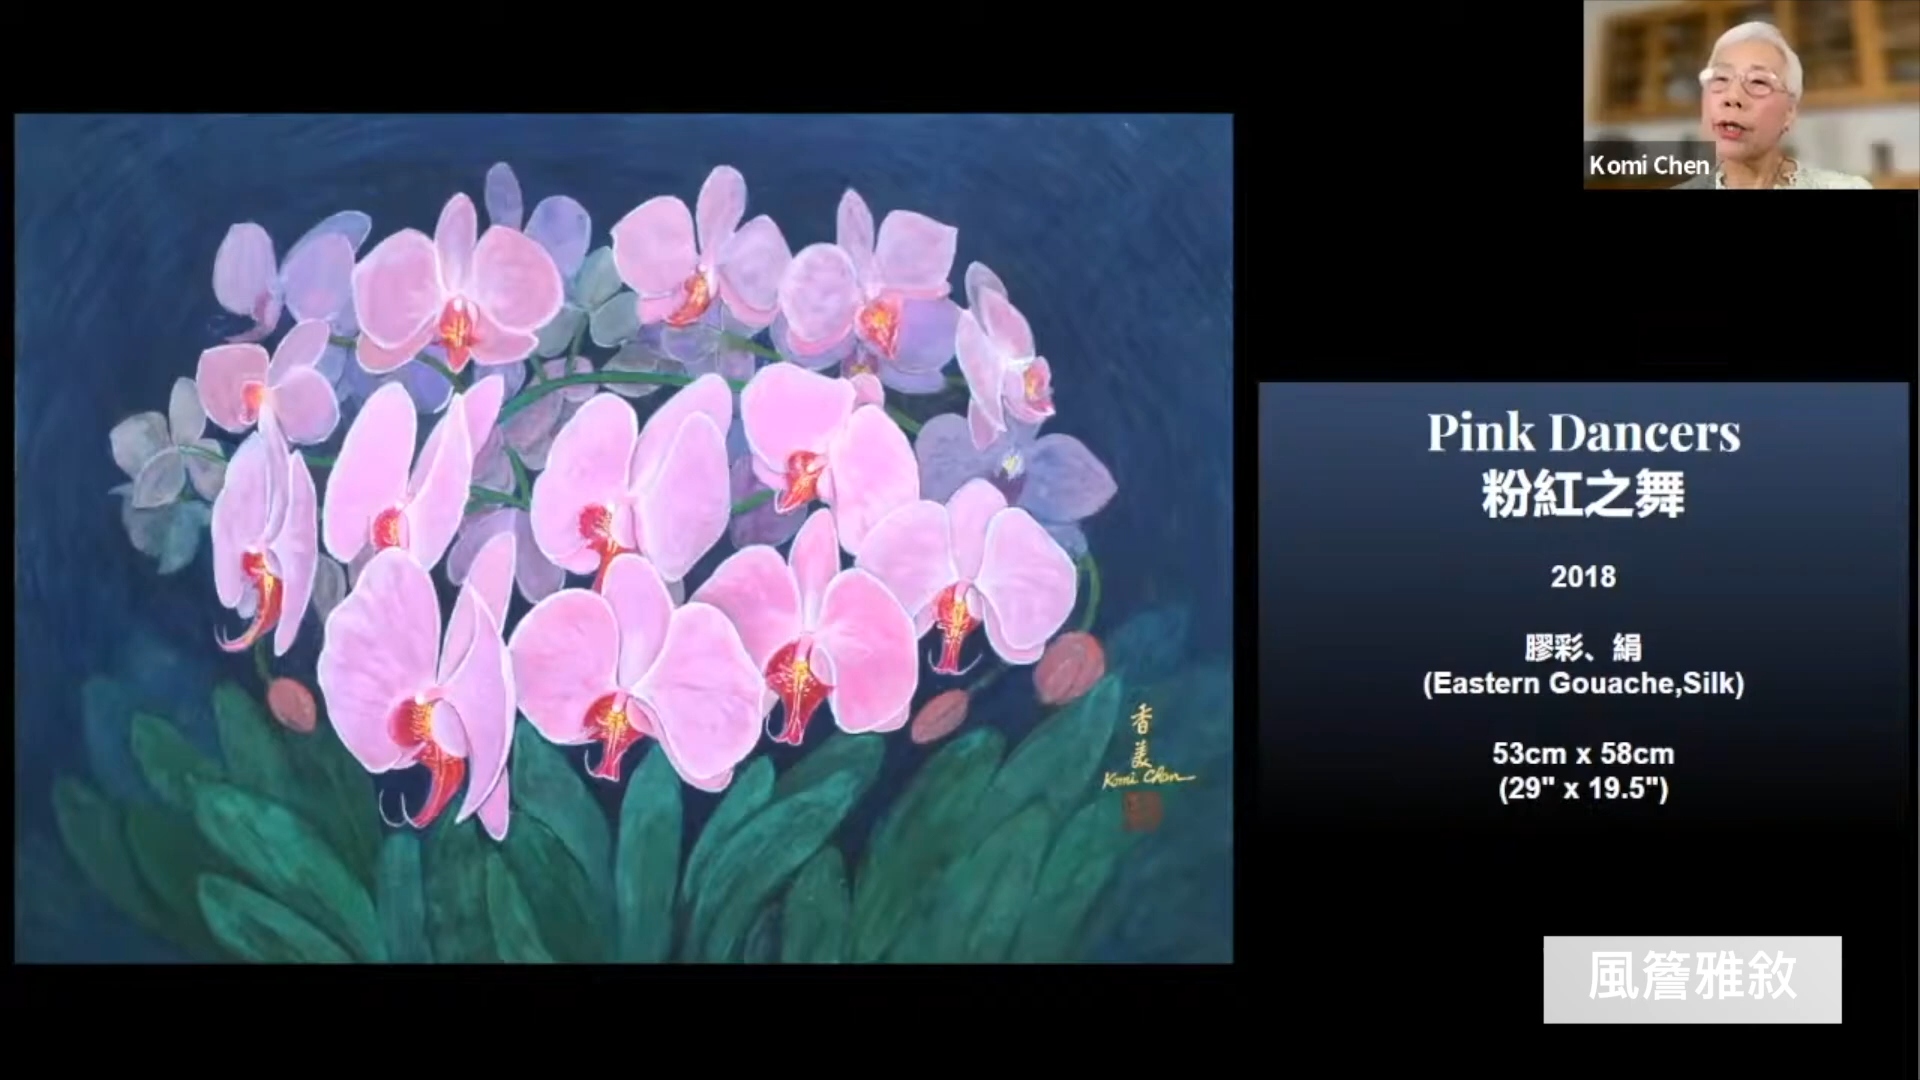 Komi Chen
Pink Dancers
粉紅之舞
2018
膠彩、絹
(Eastern Gouache,Silk)
53cm x 58cm
(29" x 19.5")
香
美
Komi Chen
風簷雅敘